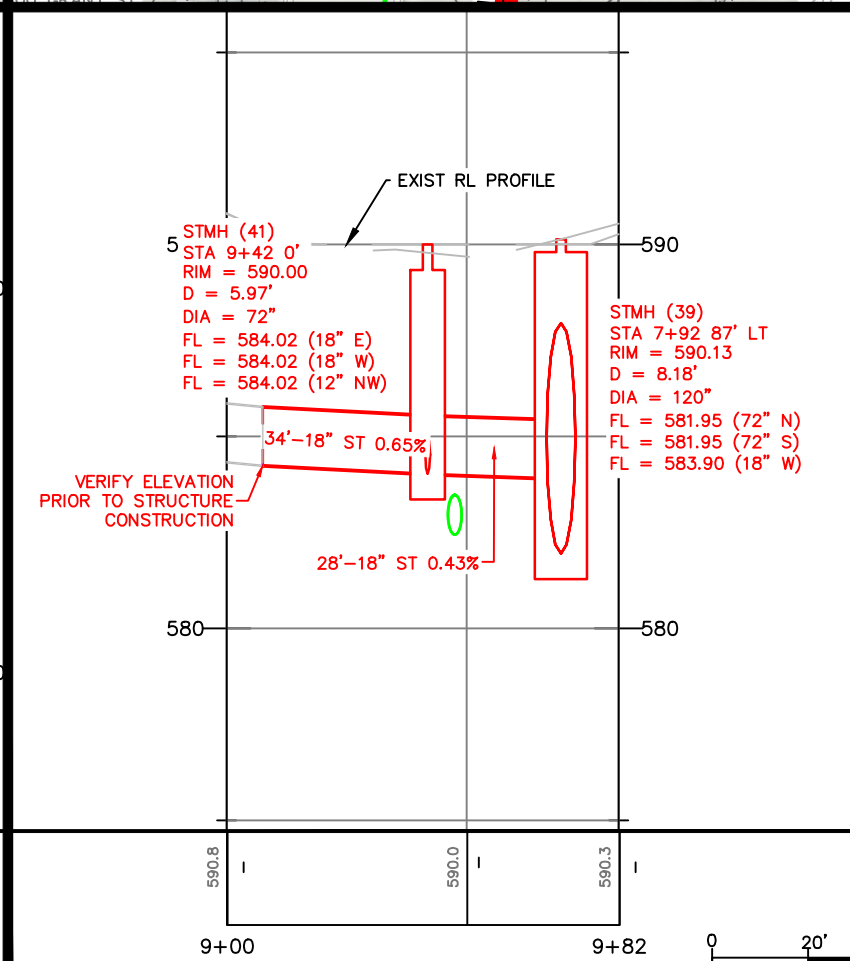 EXIST RL PROFILE
STMH (41)
STA 9+42 0'
RIM = 590.00
D = 5.97'
DIA = 72"
FL = 584.02 (18" E)
FL = 584.02 (18" W)
FL = 584.02 (12" NW)
5
590
STMH (39)
STA 7+92 87' LT
RIM = 590.13
D = 8.18'
DIA = 120"
FL = 581.95 (72" N)
FL = 581.95 (72" S)
FL = 583.90 (18" W)
34'-18" ST 0.65%
VERIFY ELEVATION
PRIOR TO STRUCTURE
CONSTRUCTION
28'-18" ST 0.43%
580
580
590.8
590.0
590.3
9+00
9+82
0
20'